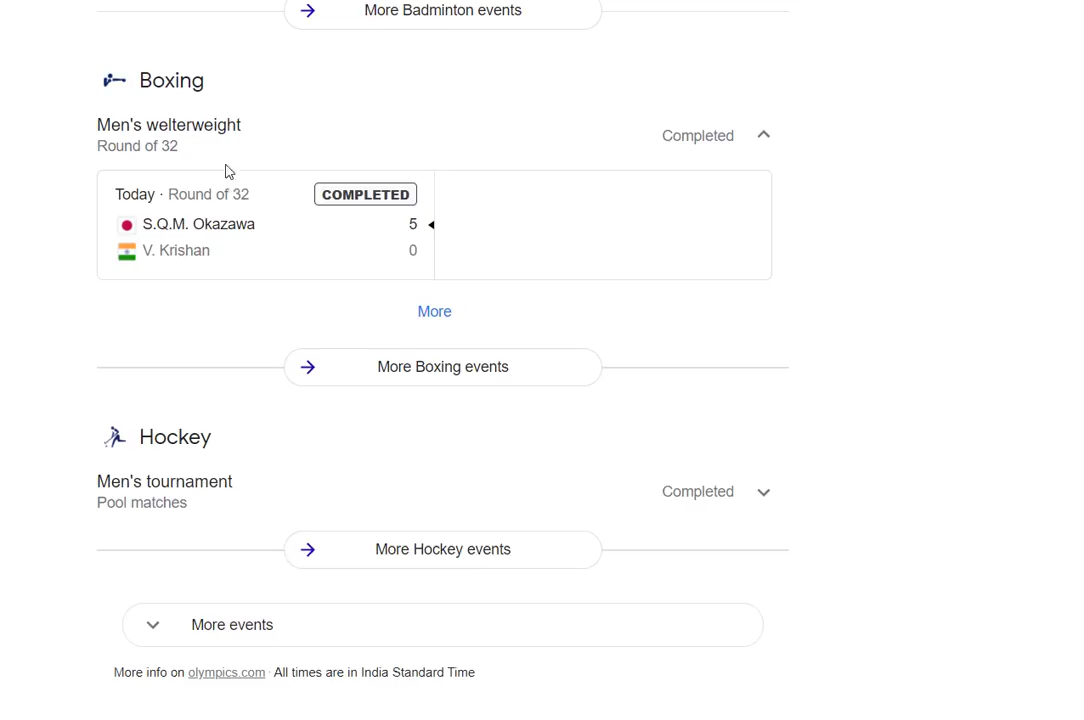 More Badminton events
Boxing
Men's welterweight
Completed
Round of 32
Today · Round of 32 COMPLETED
S.Q.M. Okazawa 5
V. Krishan 0
More
More Boxing events
Hockey
Men's tournament
Completed
Pool matches
More Hockey events
More events
More info on olympics.com · All times are in India Standard Time